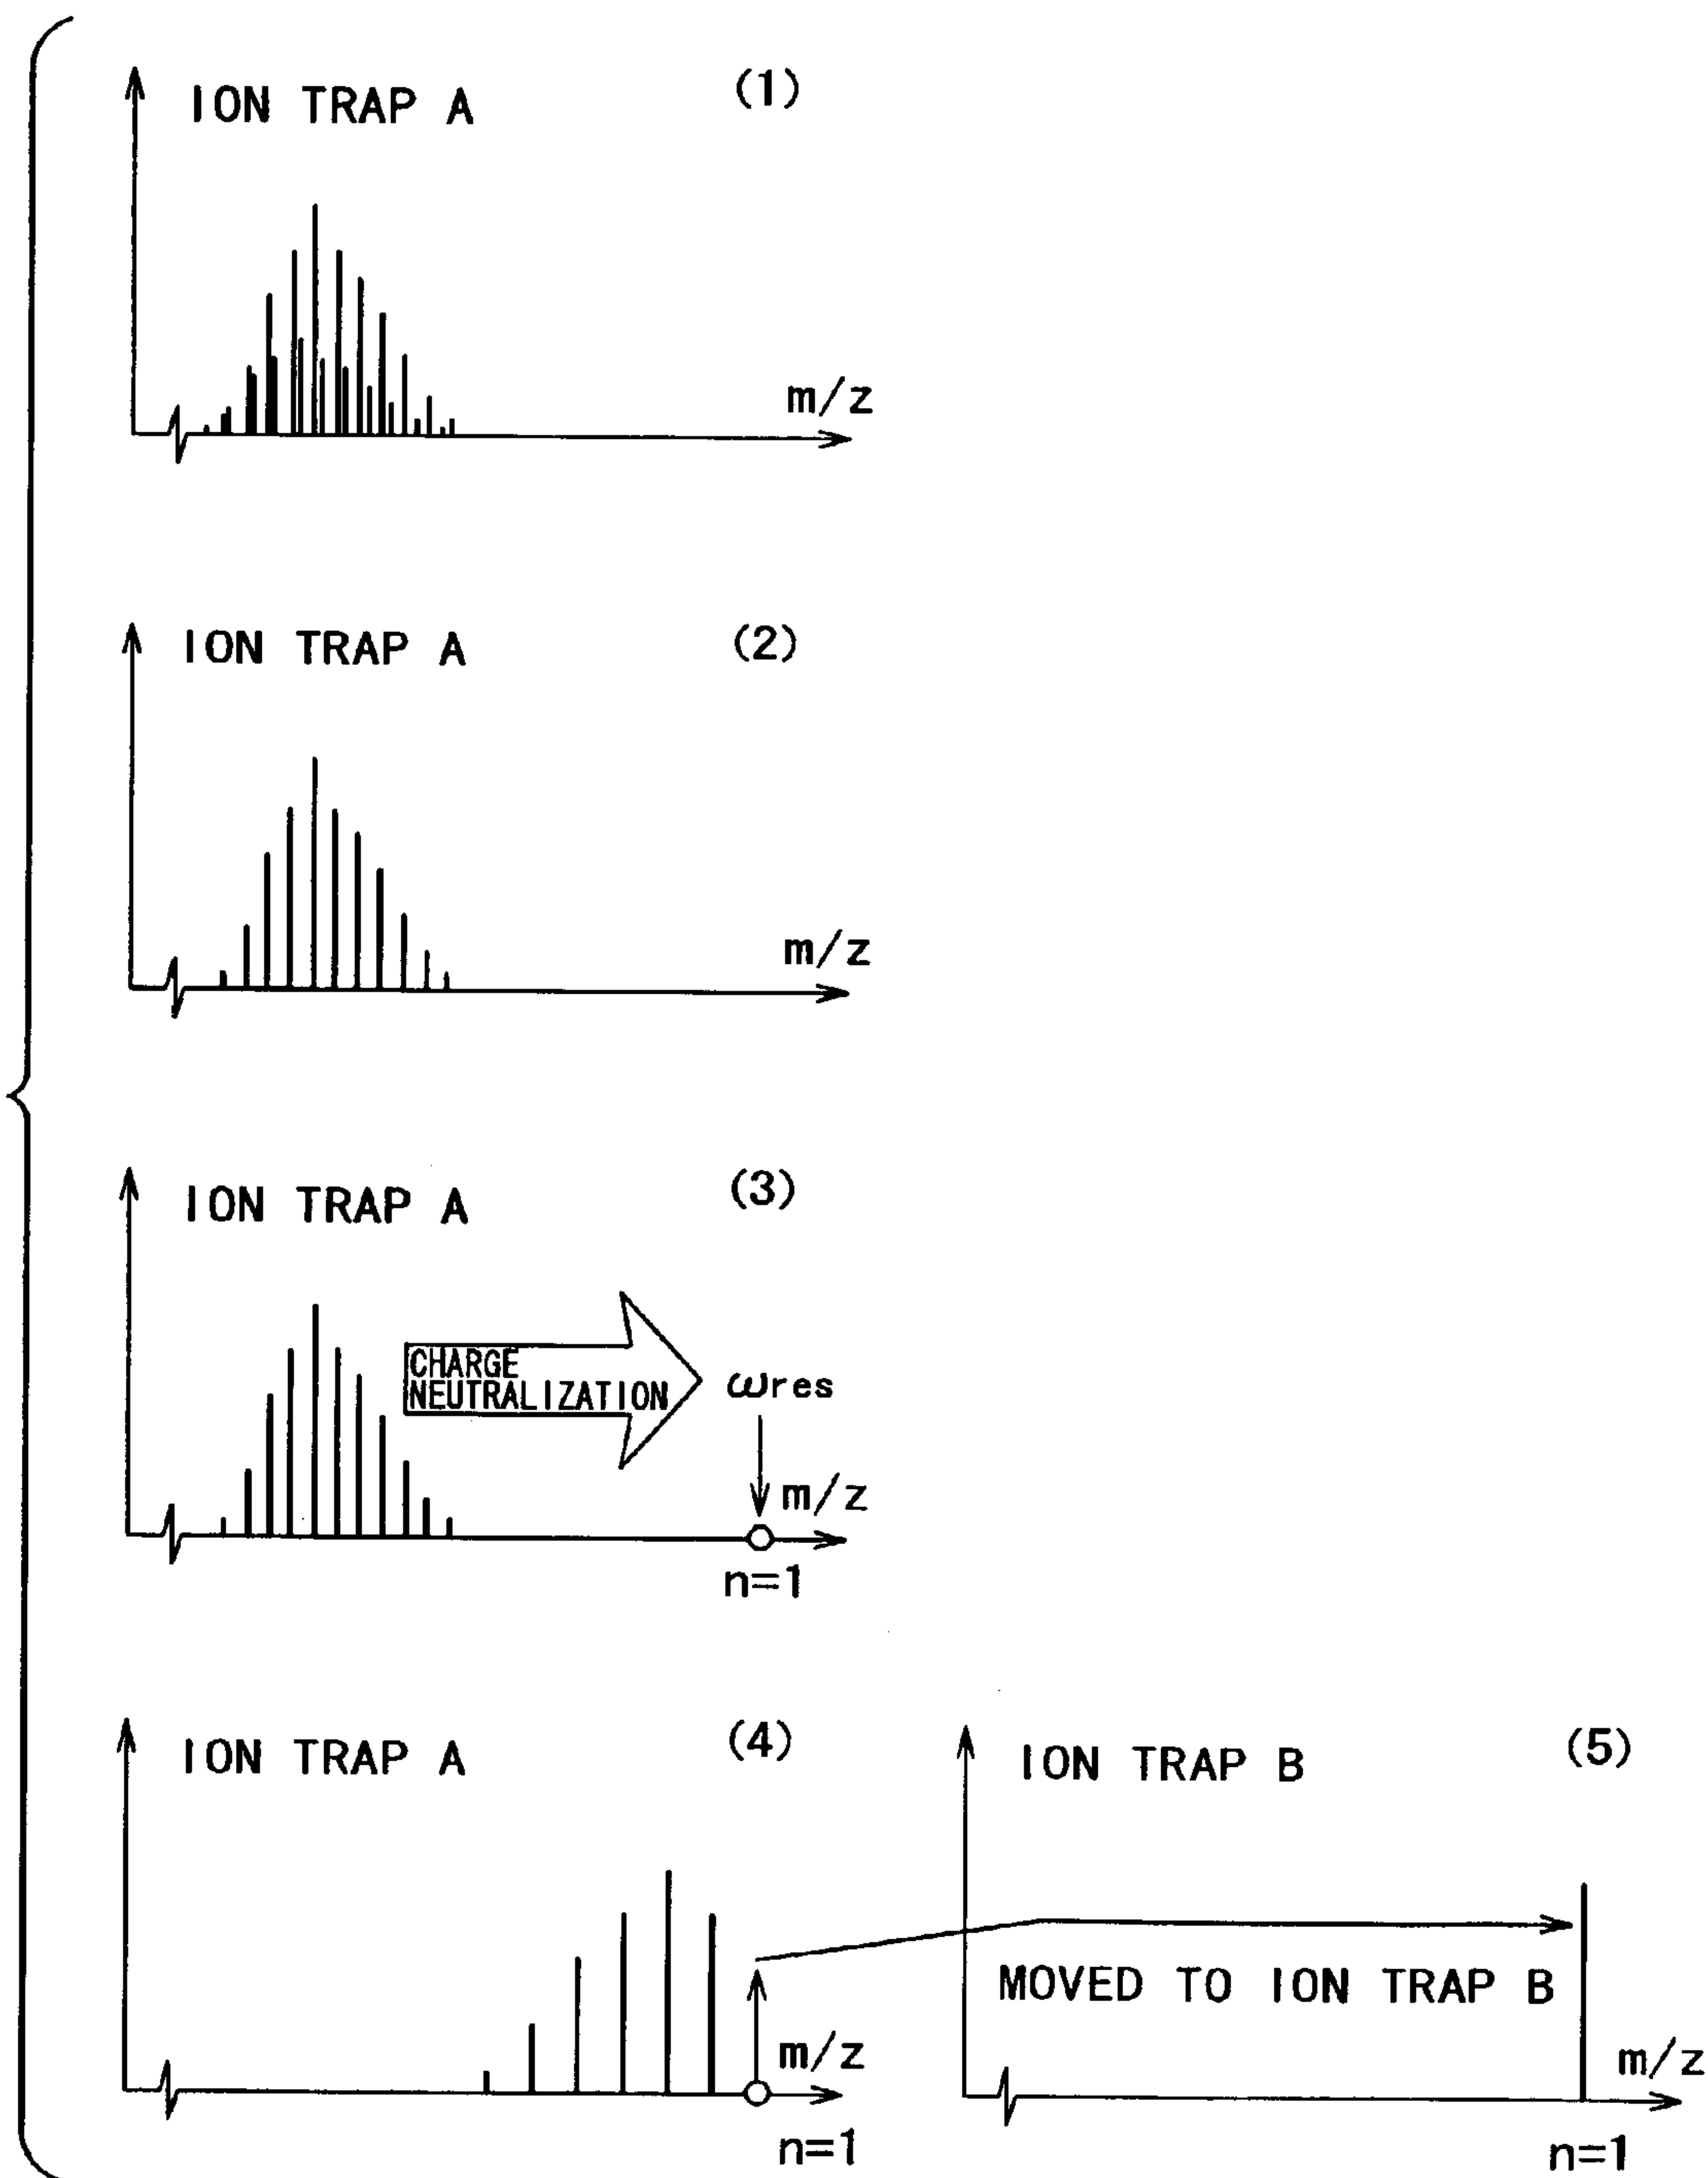 ION TRAP A
(1)
m/z
ION TRAP A
(2)
m/z
ION TRAP A
(3)
CHARGE
NEUTRALIZATION
ωres
m/z
n=1
ION TRAP A
(4)
m/z
n=1
ION TRAP B
(5)
MOVED TO ION TRAP B
m/z
n=1